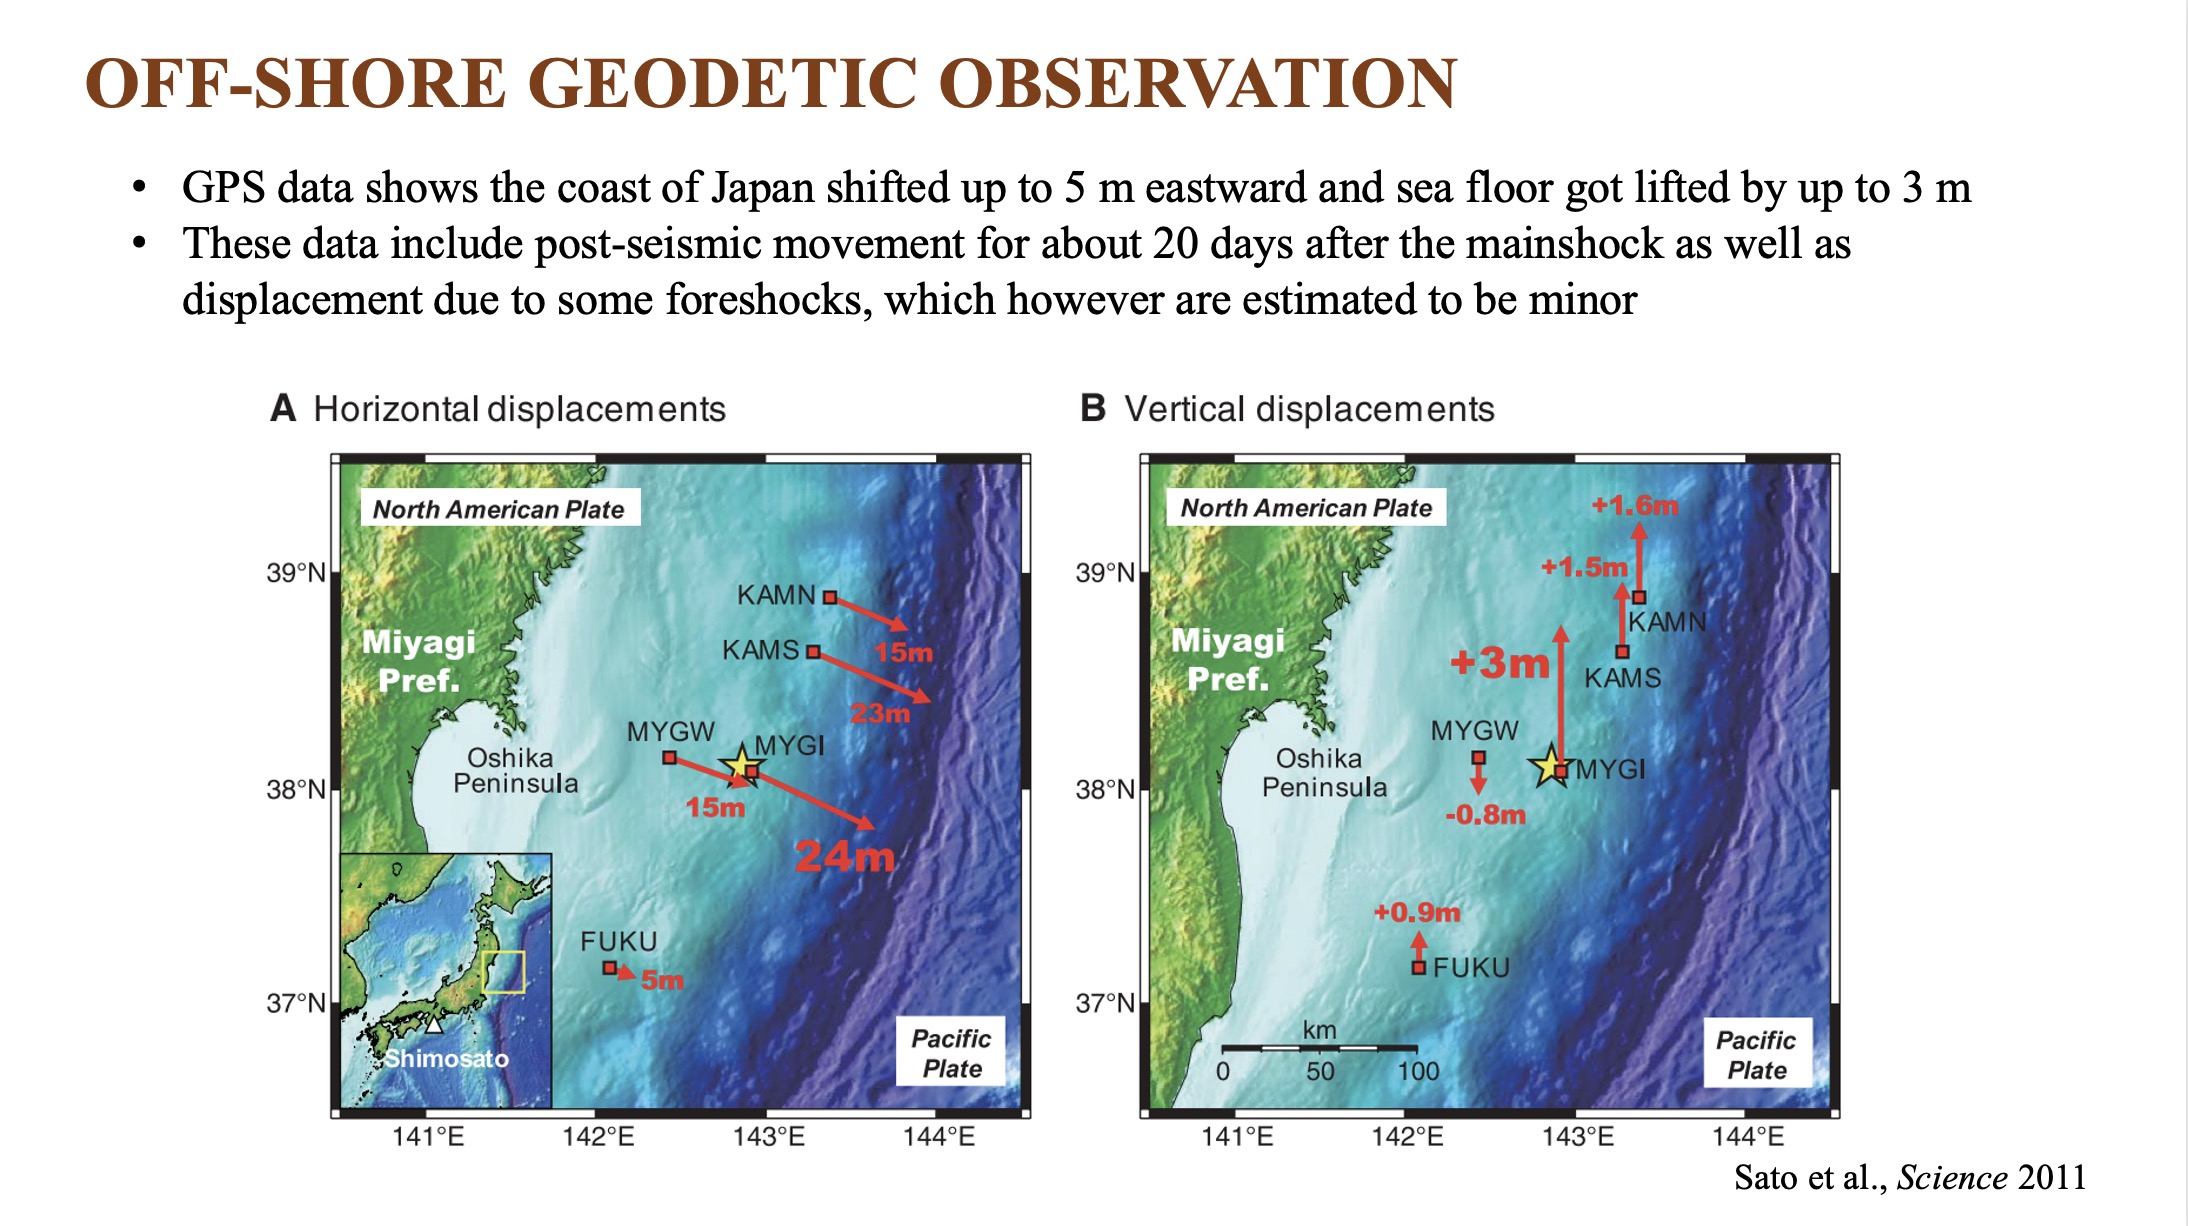 OFF-SHORE GEODETIC OBSERVATION
• GPS data shows the coast of Japan shifted up to 5 m eastward and sea floor got lifted by up to 3 m
• These data include post-seismic movement for about 20 days after the mainshock as well as
displacement due to some foreshocks, which however are estimated to be minor
A Horizontal displacements
North American Plate
39°N
KAMN
15m
Miyagi
Pref.
KAMS
23m
MYGW
MYGI
Oshika
Peninsula
38°N
15m
24m
FUKU
5m
37°N
Shimosato
Pacific
Plate
141°E
142°E
143°E
144°E
B Vertical displacements
North American Plate
+1.6m
39°N
+1.5m
KAMN
Miyagi
Pref.
+3m
KAMS
MYGW
Oshika
Peninsula
MYGI
38°N
-0.8m
+0.9m
FUKU
37°N
km
0 50 100
Pacific
Plate
141°E
142°E
143°E
144°E
Sato et al., Science 2011